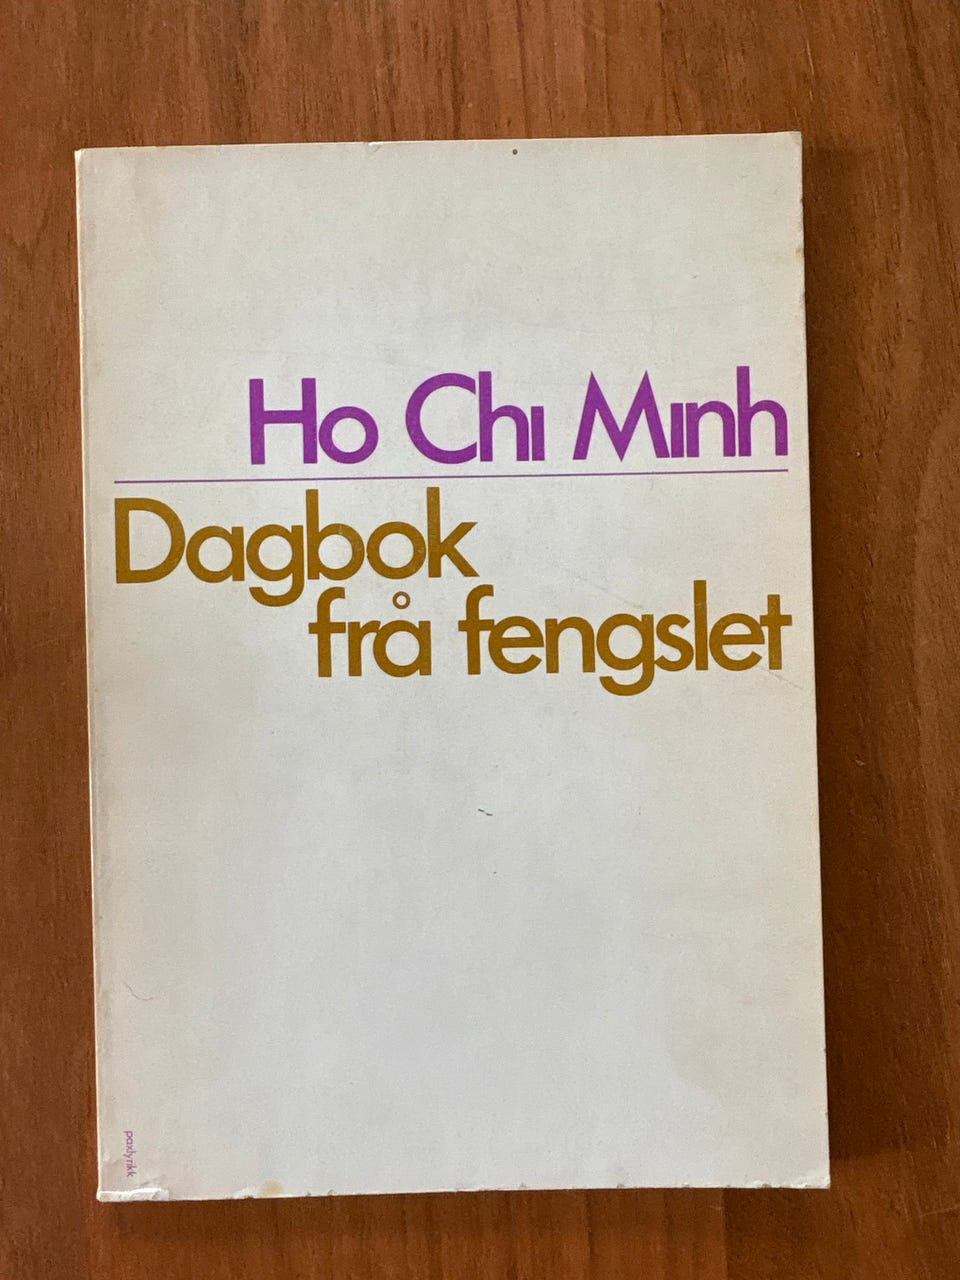 Ho Chi Minh
Dagbok
frå fengslet
paxlyrikk